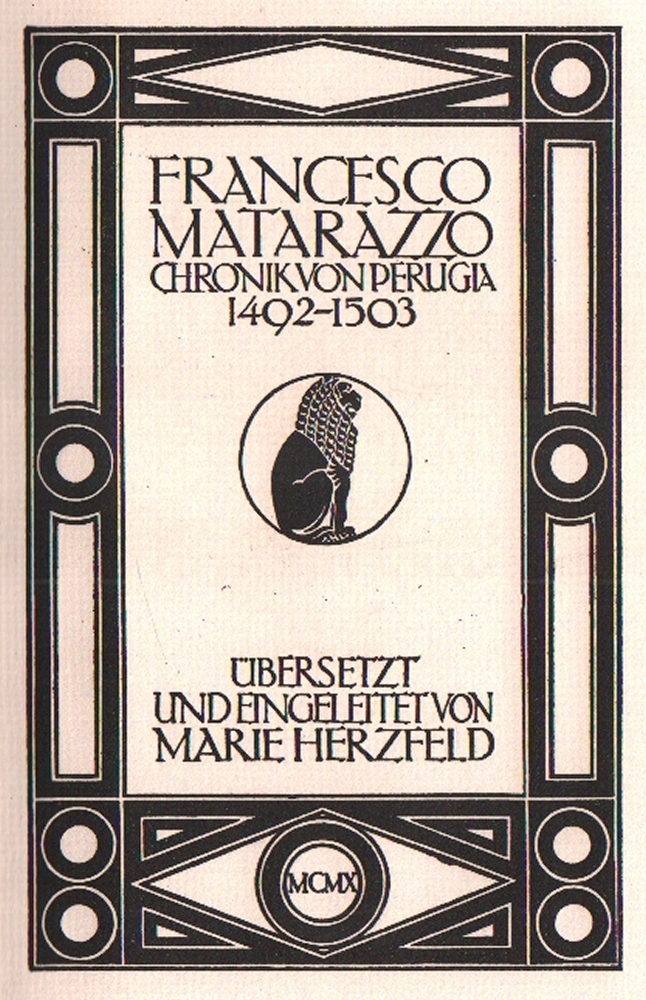 FRANCESCO
MATARAZZO
CHRONIK VON PERUGIA
1492-1503
ÜBERSETZT
UND EINGELEITET VON
MARIE HERZFELD
MCMX